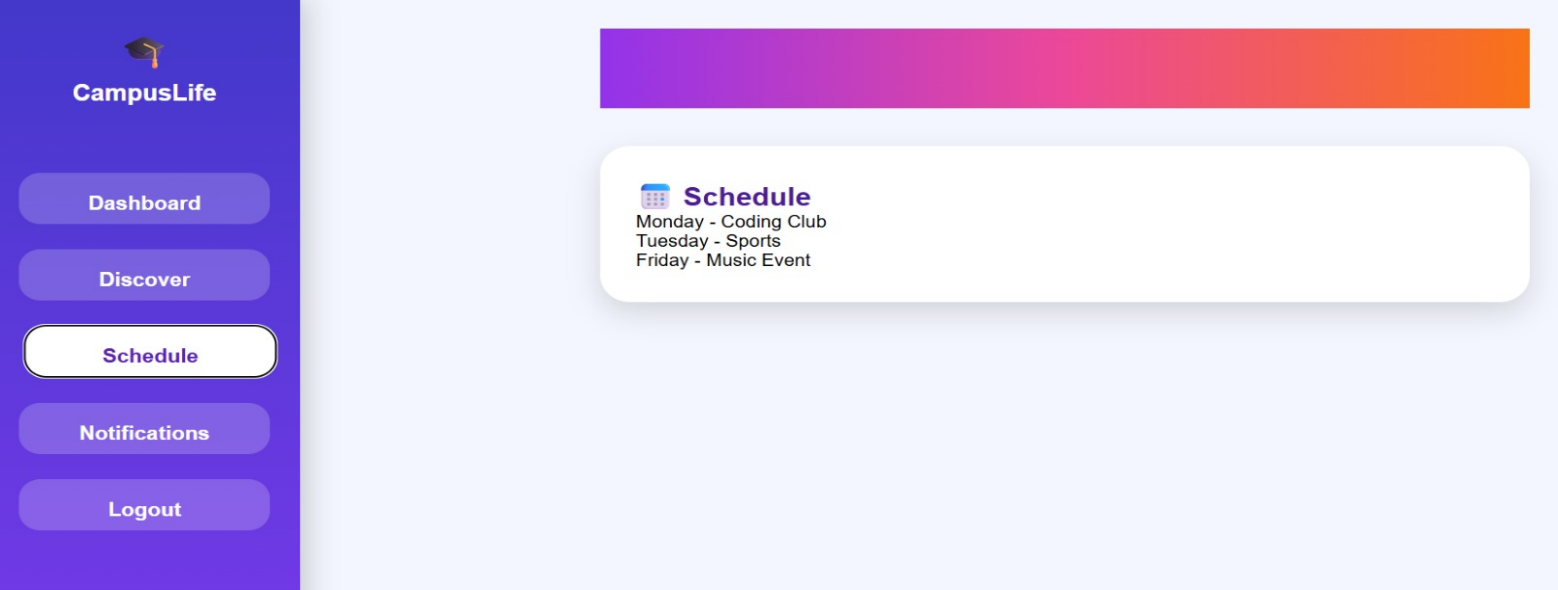 CampusLife
Dashboard
Discover
Schedule
Notifications
Logout
Schedule
Monday - Coding Club
Tuesday - Sports
Friday - Music Event